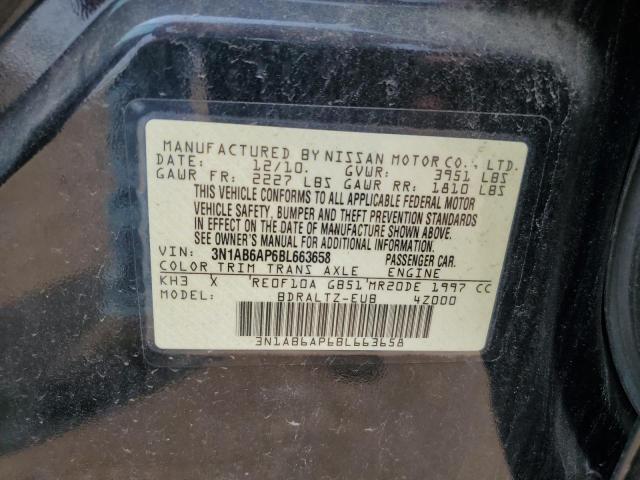 MANUFACTURED BY NISSAN MOTOR CO., LTD.
DATE: 12/10. GVWR: 3951 LBS
GAWR FR: 2227 LBS GAWR RR: 1810 LBS
THIS VEHICLE CONFORMS TO ALL APPLICABLE FEDERAL MOTOR
VEHICLE SAFETY, BUMPER AND THEFT PREVENTION STANDARDS
IN EFFECT ON THE DATE OF MANUFACTURE SHOWN ABOVE.
SEE OWNER'S MANUAL FOR ADDITIONAL INFORMATION.
VIN: 3N1AB6AP6BL663658 PASSENGER CAR.
COLOR TRIM TRANS AXLE ENGINE
KH3 X RE0F10A GB51 MR20DE 1997 CC
MODEL: BDRALTZ-EUB 4Z000
3N1AB6AP6BL663658